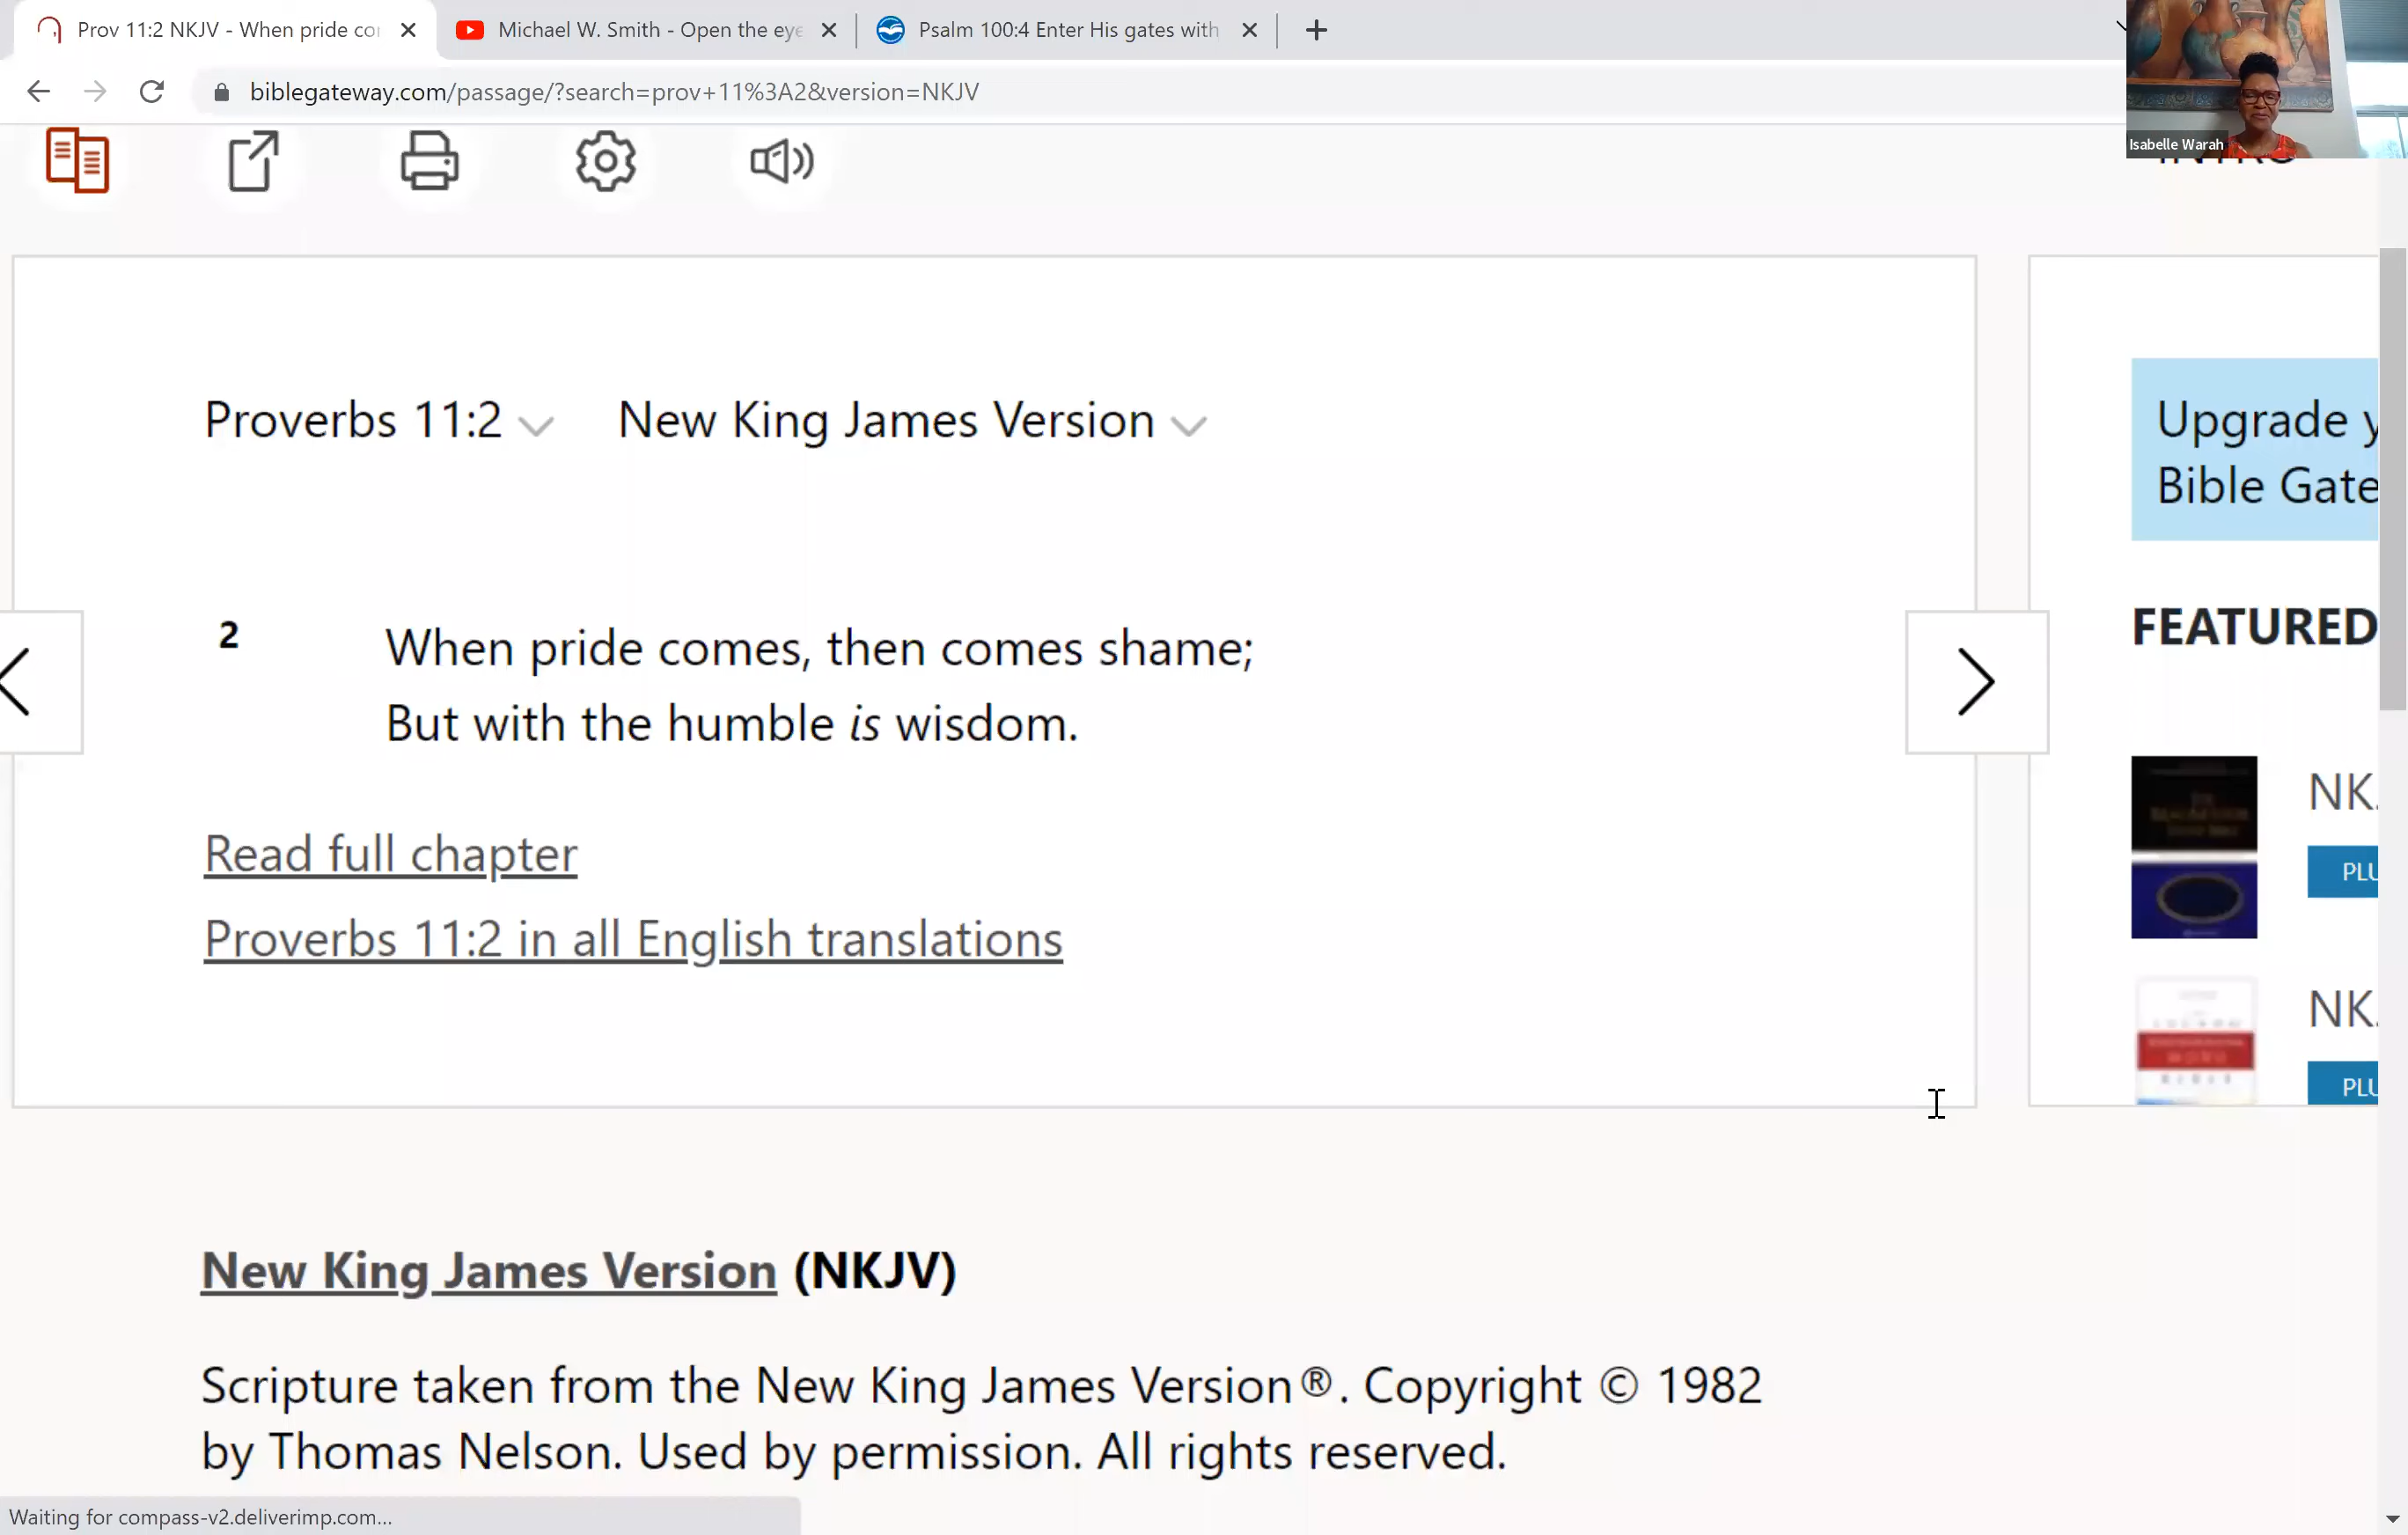 Prov 11:2 NKJV - When pride co
Michael W. Smith - Open the eye
Psalm 100:4 Enter His gates with
biblegateway.com/passage/?search=prov+11%3A2&version=NKJV
Isabelle Warah
Proverbs 11:2
New King James Version
Upgrade y
Bible Gate
2 When pride comes, then comes shame;
But with the humble is wisdom.
FEATURED
NK
PLU
Read full chapter
Proverbs 11:2 in all English translations
NK
PLU
New King James Version (NKJV)
Scripture taken from the New King James Version®. Copyright © 1982
by Thomas Nelson. Used by permission. All rights reserved.
Waiting for compass-v2.deliverimp.com...